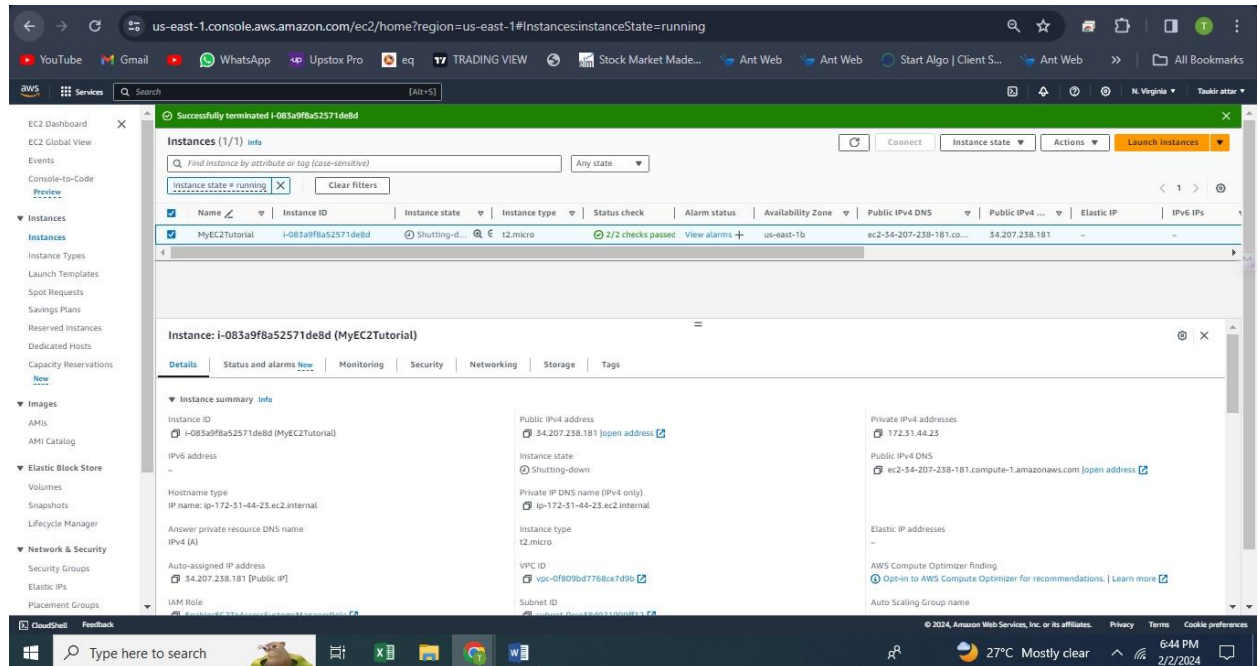 us-east-1.console.aws.amazon.com/ec2/home?region=us-east-1#Instances:instanceState=running
T
YouTube Gmail WhatsApp Upstox Pro eq TRADING VIEW Stock Market Made... Ant Web Ant Web Start Algo | Client S... Ant Web » All Bookmarks
aws Services Search [Alt+S] N. Virginia Taukir attar
Successfully terminated i-083a9f8a52571de8d
EC2 Dashboard
EC2 Global View
Events
Console-to-Code
Preview
Instances
Instances
Instance Types
Launch Templates
Spot Requests
Savings Plans
Reserved Instances
Dedicated Hosts
Capacity Reservations
New
Images
AMIs
AMI Catalog
Elastic Block Store
Volumes
Snapshots
Lifecycle Manager
Network & Security
Security Groups
Elastic IPs
Placement Groups
Instances (1/1) Info
Connect Instance state Actions Launch instances
Find Instance by attribute or tag (case-sensitive) Any state
Instance state = running Clear filters
1
Name Instance ID Instance state Instance type Status check Alarm status Availability Zone Public IPv4 DNS Public IPv4 ... Elastic IP IPv6 IPs
MyEC2Tutorial i-083a9f8a52571de8d Shutting-d... t2.micro 2/2 checks passed View alarms + us-east-1b ec2-34-207-238-181.co... 34.207.238.181 – –
Instance: i-083a9f8a52571de8d (MyEC2Tutorial)
Details Status and alarms New Monitoring Security Networking Storage Tags
Instance summary Info
Instance ID Public IPv4 address Private IPv4 addresses
i-083a9f8a52571de8d (MyEC2Tutorial) 34.207.238.181 |open address 172.31.44.23
IPv6 address Instance state Public IPv4 DNS
– Shutting-down ec2-34-207-238-181.compute-1.amazonaws.com |open address
Hostname type Private IP DNS name (IPv4 only)
IP name: ip-172-31-44-23.ec2.internal ip-172-31-44-23.ec2.internal
Answer private resource DNS name Instance type Elastic IP addresses
IPv4 (A) t2.micro –
Auto-assigned IP address VPC ID AWS Compute Optimizer finding
34.207.238.181 [Public IP] vpc-0f809bd7768ce7d9b Opt-in to AWS Compute Optimizer for recommendations. | Learn more
IAM Role Subnet ID Auto Scaling Group name
CloudShell Feedback © 2024, Amazon Web Services, Inc. or its affiliates. Privacy Terms Cookie preferences
Type here to search 27°C Mostly clear 6:44 PM
2/2/2024